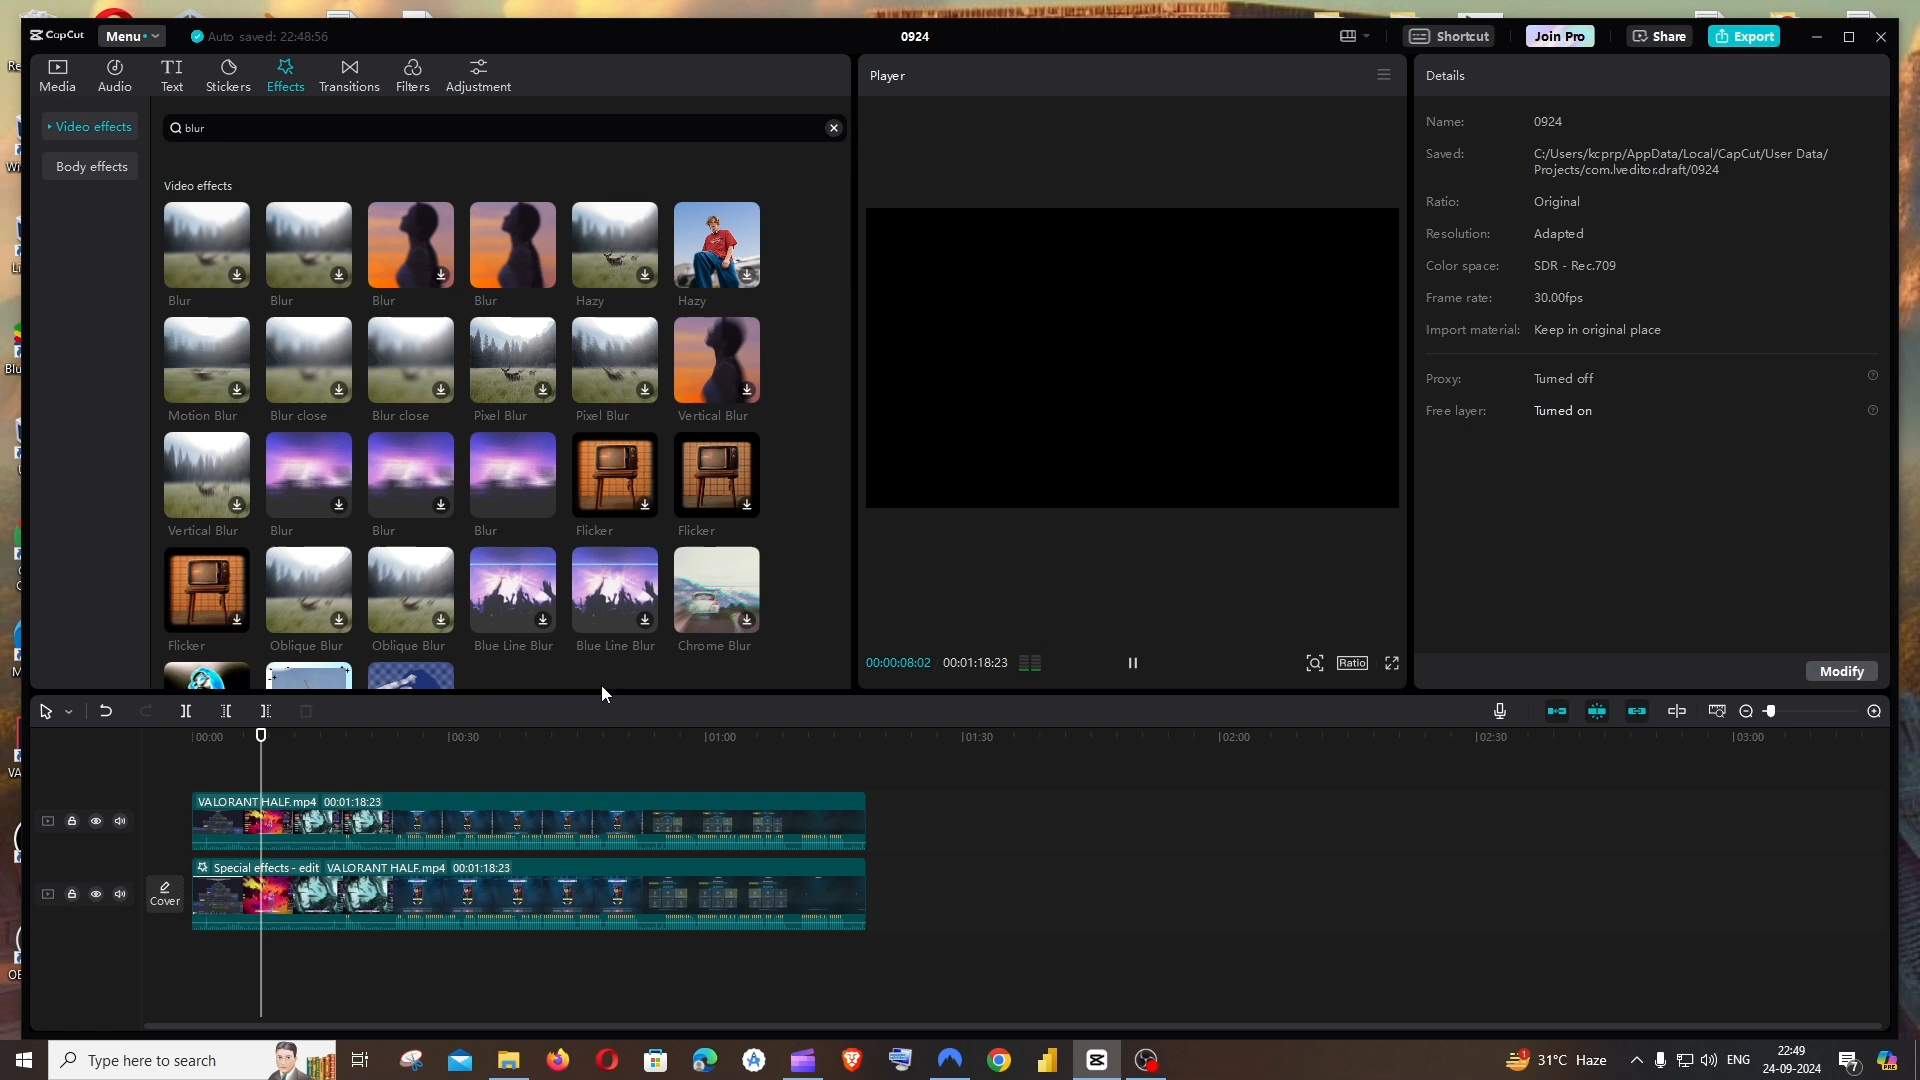 CapCut
Menu
Auto saved: 22:48:56
0924
Shortcut
Join Pro
Share
Export
Media
Audio
Text
Stickers
Effects
Transitions
Filters
Adjustment
Player
Details
Video effects
Body effects
blur
Video effects
Blur
Blur
Blur
Blur
Hazy
Hazy
Motion Blur
Blur close
Blur close
Pixel Blur
Pixel Blur
Vertical Blur
Vertical Blur
Blur
Blur
Blur
Flicker
Flicker
Flicker
Oblique Blur
Oblique Blur
Blue Line Blur
Blue Line Blur
Chrome Blur
Name: 0924
Saved: C:/Users/kcprp/AppData/Local/CapCut/User Data/
Projects/com.lveditor.draft/0924
Ratio: Original
Resolution: Adapted
Color space: SDR - Rec.709
Frame rate: 30.00fps
Import material: Keep in original place
Proxy: Turned off
Free layer: Turned on
00:00:08:02 00:01:18:23
Ratio
Modify
00:00
00:30
01:00
01:30
02:00
02:30
03:00
VALORANT HALF.mp4 00:01:18:23
Special effects - edit VALORANT HALF.mp4 00:01:18:23
Cover
Type here to search
31°C Haze
ENG
22:49
24-09-2024
7